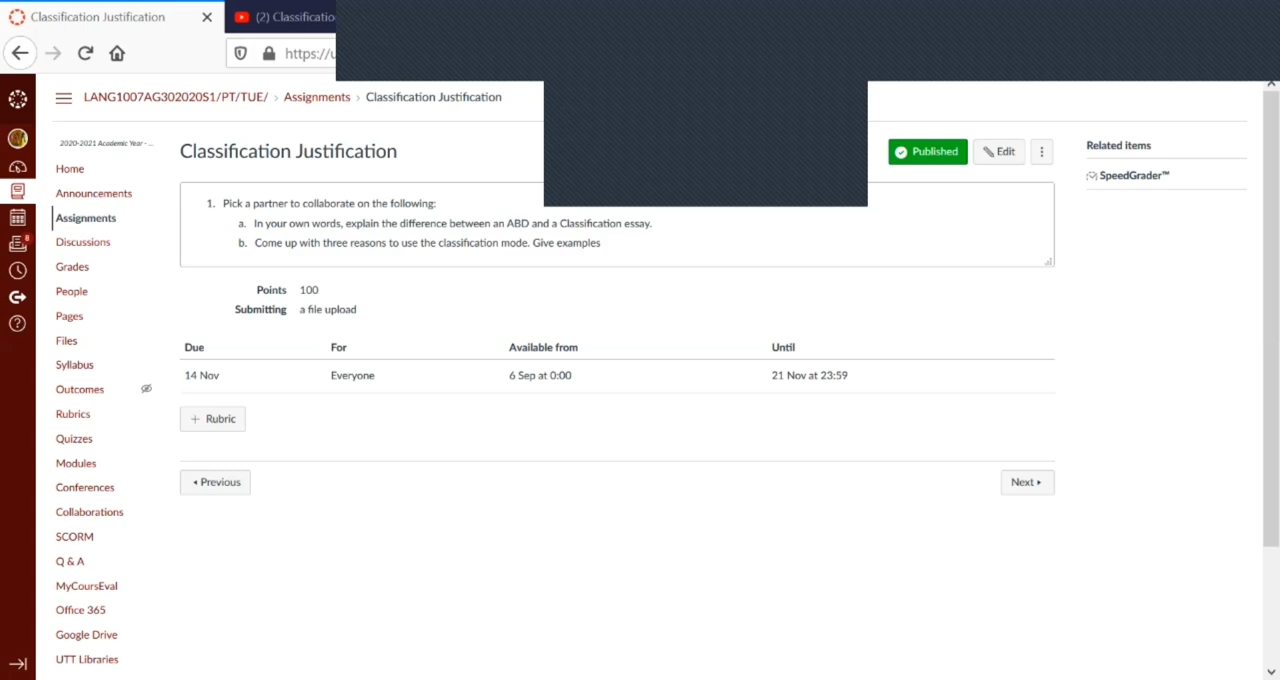 Classification Justification
(2) Classificatio
https://u
LANG1007AG302020S1/PT/TUE/ › Assignments › Classification Justification
2020-2021 Academic Year - ...
Home
Announcements
Assignments
Discussions
Grades
People
Pages
Files
Syllabus
Outcomes
Rubrics
Quizzes
Modules
Conferences
Collaborations
SCORM
Q & A
MyCoursEval
Office 365
Google Drive
UTT Libraries
8
Classification Justification
Published
Edit
1. Pick a partner to collaborate on the following:
a. In your own words, explain the difference between an ABD and a Classification essay.
b. Come up with three reasons to use the classification mode. Give examples
Points 100
Submitting a file upload
Due For Available from Until
14 Nov Everyone 6 Sep at 0:00 21 Nov at 23:59
+ Rubric
◂ Previous
Next ▸
Related items
SpeedGrader™